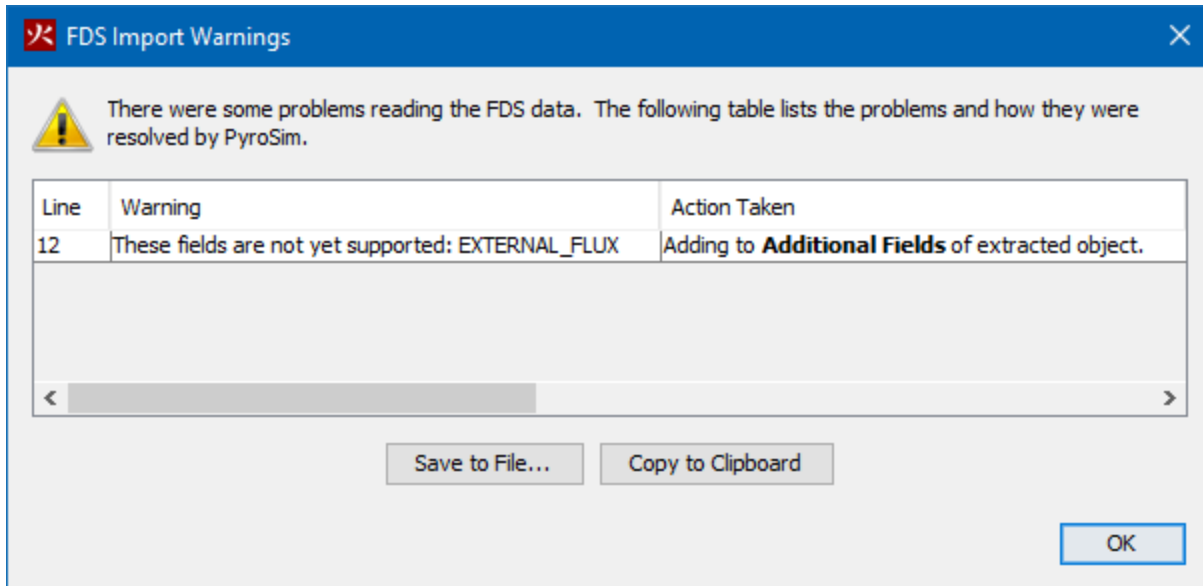 FDS Import Warnings
There were some problems reading the FDS data. The following table lists the problems and how they were
resolved by PyroSim.
Line Warning Action Taken
12 These fields are not yet supported: EXTERNAL_FLUX Adding to Additional Fields of extracted object.
Save to File... Copy to Clipboard
OK